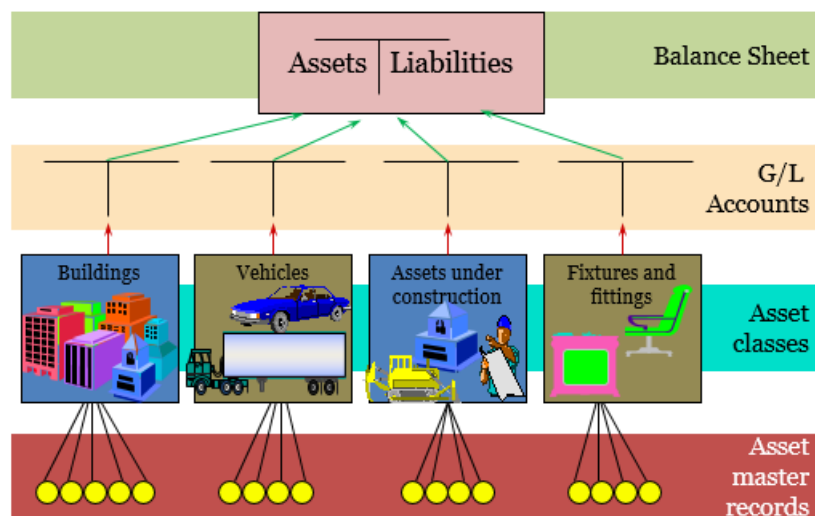 Assets Liabilities
Balance Sheet
G/L
Accounts
Buildings
Vehicles
Assets under
construction
Fixtures and
fittings
Asset
classes
Asset
master
records